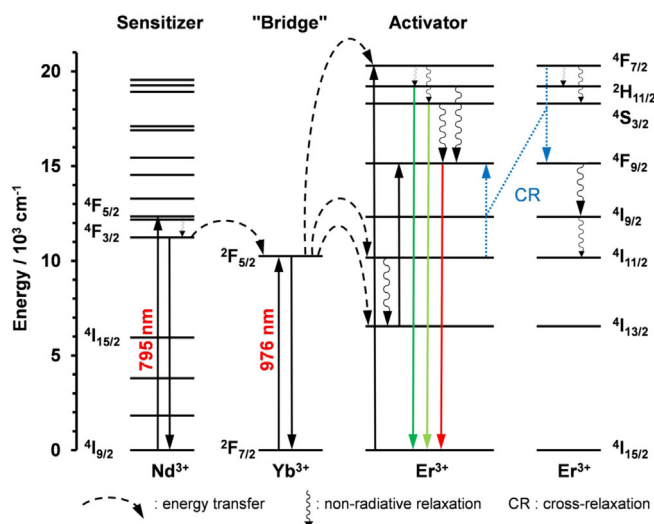 Sensitizer "Bridge" Activator
20
15
10
5
0
Energy / 10³ cm⁻¹
⁴F₅/₂
⁴F₃/₂
⁴I₁₅/₂
⁴I₉/₂
795 nm
Nd³⁺
²F₅/₂
976 nm
²F₇/₂
Yb³⁺
Er³⁺
CR
⁴F₇/₂
²H₁₁/₂
⁴S₃/₂
⁴F₉/₂
⁴I₉/₂
⁴I₁₁/₂
⁴I₁₃/₂
⁴I₁₅/₂
Er³⁺
: energy transfer : non-radiative relaxation CR : cross-relaxation